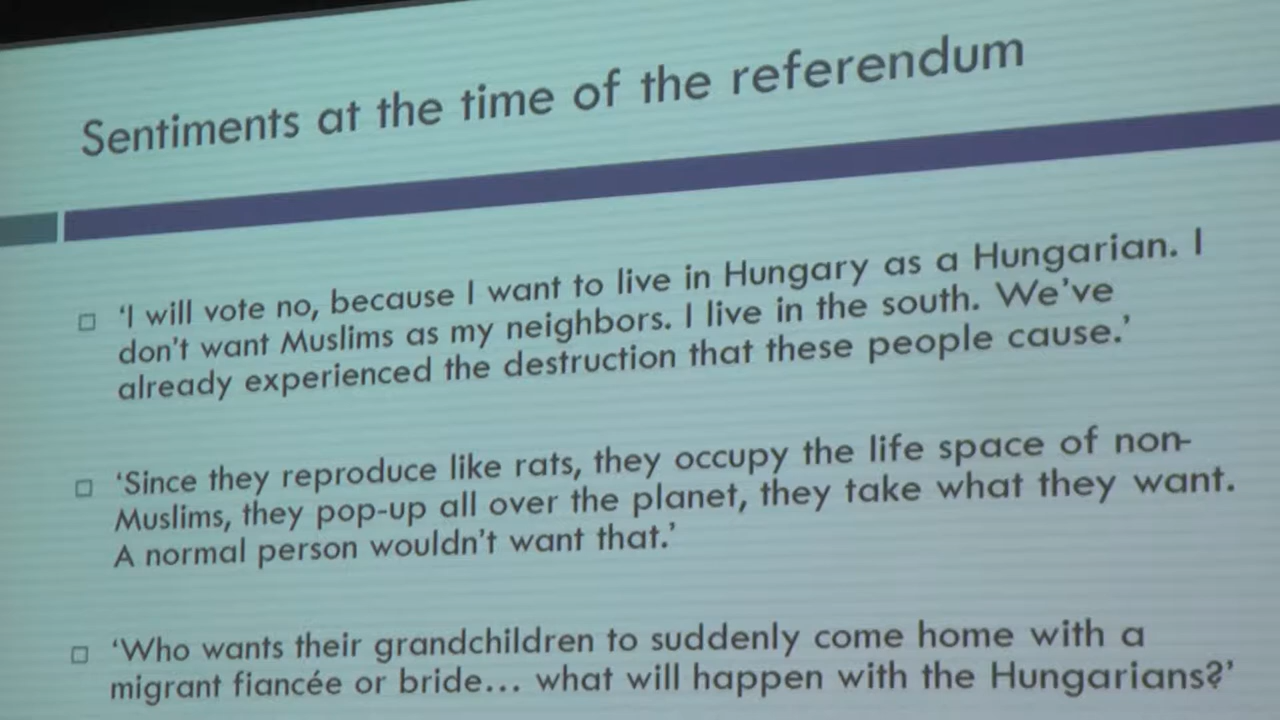 Sentiments at the time of the referendum
‘I will vote no, because I want to live in Hungary as a Hungarian. I
don't want Muslims as my neighbors. I live in the south. We’ve
already experienced the destruction that these people cause.’
‘Since they reproduce like rats, they occupy the life space of non-
Muslims, they pop-up all over the planet, they take what they want.
A normal person wouldn’t want that.’
‘Who wants their grandchildren to suddenly come home with a
migrant fiancée or bride... what will happen with the Hungarians?’